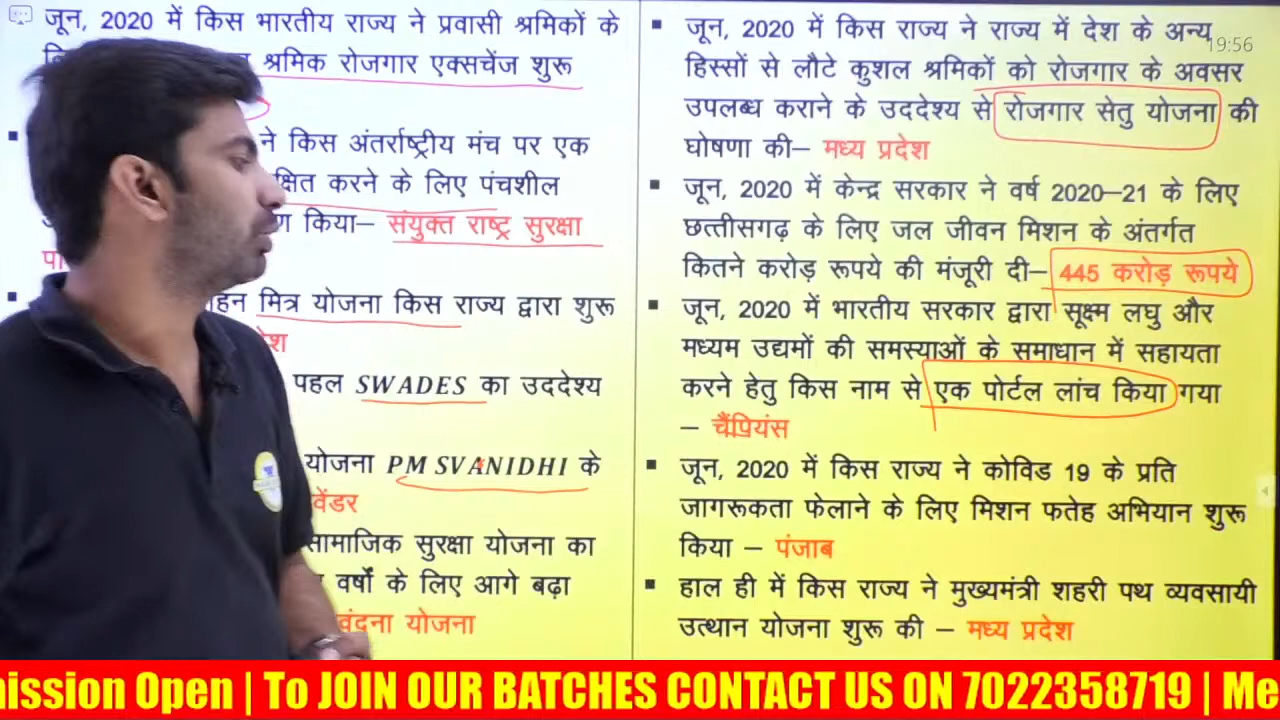 जून, 2020 में किस भारतीय राज्य ने प्रवासी श्रमिकों के
श्रमिक रोजगार एक्सचेंज शुरू
ने किस अंतर्राष्ट्रीय मंच पर एक
करने के लिए पंचशील
किया– संयुक्त राष्ट्र सुरक्षा
मित्र योजना किस राज्य द्वारा शुरू
पहल SWADES का उददेश्य
योजना PM SVANIDHI के
वेंडर
सामाजिक सुरक्षा योजना का
वर्षों के लिए आगे बढ़ा
वंदना योजना
19:56
जून, 2020 में किस राज्य ने राज्य में देश के अन्य
हिस्सों से लौटे कुशल श्रमिकों को रोजगार के अवसर
उपलब्ध कराने के उददेश्य से रोजगार सेतु योजना की
घोषणा की– मध्य प्रदेश
जून, 2020 में केन्द्र सरकार ने वर्ष 2020–21 के लिए
छत्तीसगढ़ के लिए जल जीवन मिशन के अंतर्गत
कितने करोड़ रूपये की मंजूरी दी– 445 करोड़ रूपये
जून, 2020 में भारतीय सरकार द्वारा सूक्ष्म लघु और
मध्यम उद्यमों की समस्याओं के समाधान में सहायता
करने हेतु किस नाम से एक पोर्टल लांच किया गया
– चैंप्रियंस
जून, 2020 में किस राज्य ने कोविड 19 के प्रति
जागरूकता फेलाने के लिए मिशन फतेह अभियान शुरू
किया – पंजाब
हाल ही में किस राज्य ने मुख्यमंत्री शहरी पथ व्यवसायी
उत्थान योजना शुरू की – मध्य प्रदेश
mission Open | To JOIN OUR BATCHES CONTACT US ON 7022358719 | Me